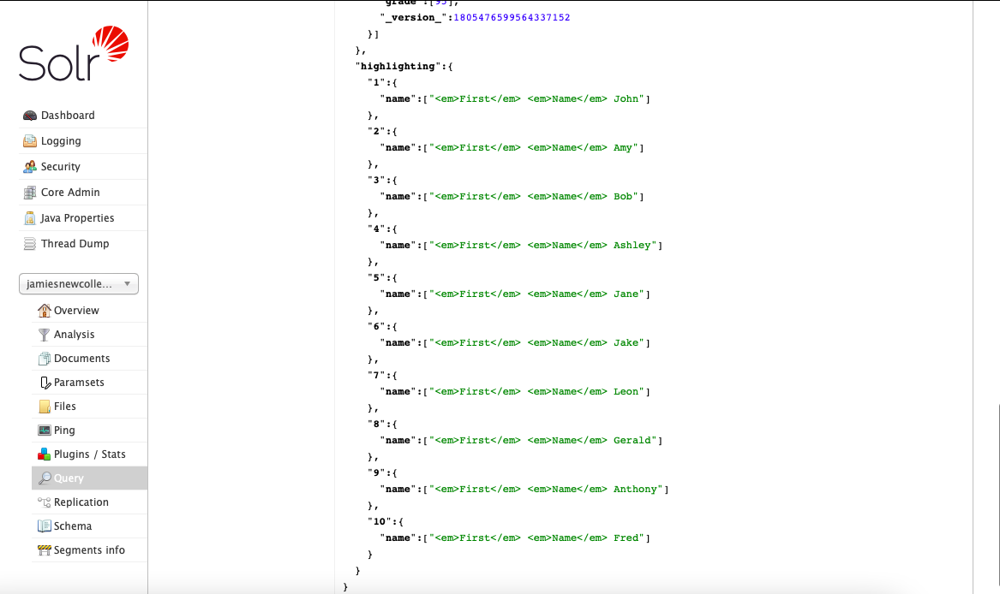 Solr
Dashboard
Logging
Security
Core Admin
Java Properties
Thread Dump
jamiesnewcolle...
Overview
Analysis
Documents
Paramsets
Files
Ping
Plugins / Stats
Query
Replication
Schema
Segments info
"grade":[95],
"_version_":1805476599564337152
}]
},
"highlighting":{
"1":{
"name":["<em>First</em> <em>Name</em> John"]
},
"2":{
"name":["<em>First</em> <em>Name</em> Amy"]
},
"3":{
"name":["<em>First</em> <em>Name</em> Bob"]
},
"4":{
"name":["<em>First</em> <em>Name</em> Ashley"]
},
"5":{
"name":["<em>First</em> <em>Name</em> Jane"]
},
"6":{
"name":["<em>First</em> <em>Name</em> Jake"]
},
"7":{
"name":["<em>First</em> <em>Name</em> Leon"]
},
"8":{
"name":["<em>First</em> <em>Name</em> Gerald"]
},
"9":{
"name":["<em>First</em> <em>Name</em> Anthony"]
},
"10":{
"name":["<em>First</em> <em>Name</em> Fred"]
}
}
}